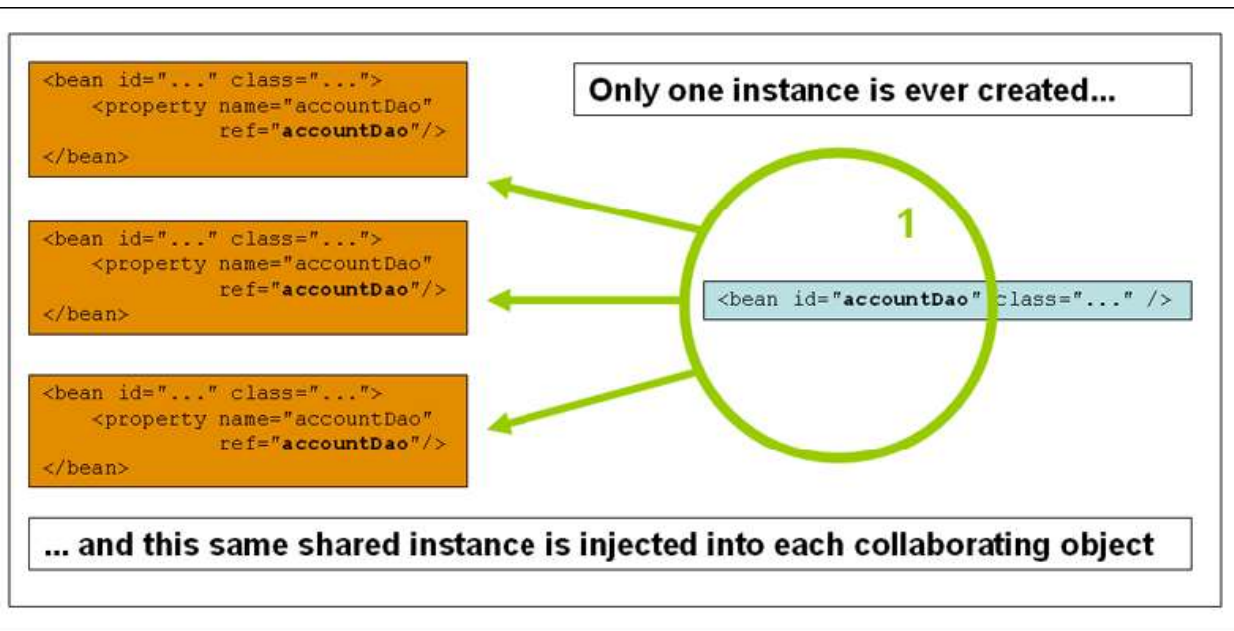 <bean id="..." class="...">
<property name="accountDao"
ref="accountDao"/>
</bean>
Only one instance is ever created...
1
<bean id="..." class="...">
<property name="accountDao"
ref="accountDao"/>
</bean>
<bean id="accountDao" class="..." />
<bean id="..." class="...">
<property name="accountDao"
ref="accountDao"/>
</bean>
... and this same shared instance is injected into each collaborating object